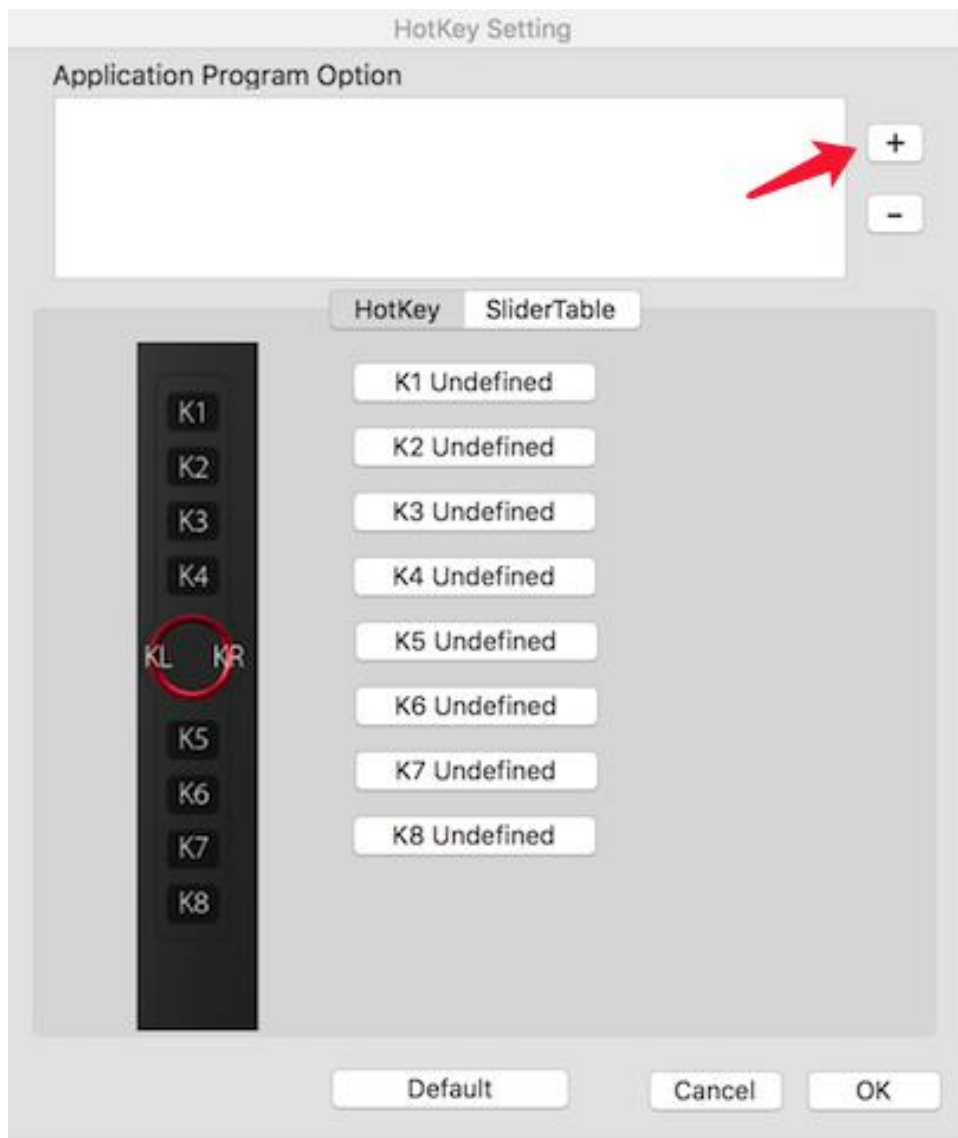 HotKey Setting
Application Program Option
+
-
HotKey SliderTable
K1
K2
K3
K4
KL KR
K5
K6
K7
K8
K1 Undefined
K2 Undefined
K3 Undefined
K4 Undefined
K5 Undefined
K6 Undefined
K7 Undefined
K8 Undefined
Default Cancel OK